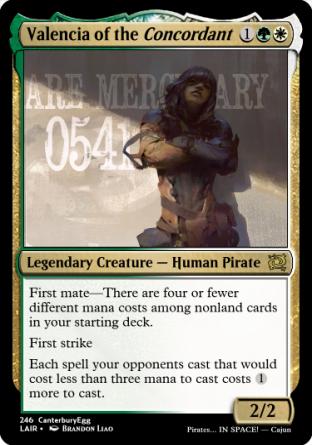 Valencia of the Concordant 1
ARE MERCENARY
0541
Legendary Creature — Human Pirate
First mate—There are four or fewer
different mana costs among nonland cards
in your starting deck.
First strike
Each spell your opponents cast that would
cost less than three mana to cast costs 1
more to cast.
2/2
246 CanterburyEgg
LAIR • Brandon Liao
Pirates... IN SPACE! — Cajun